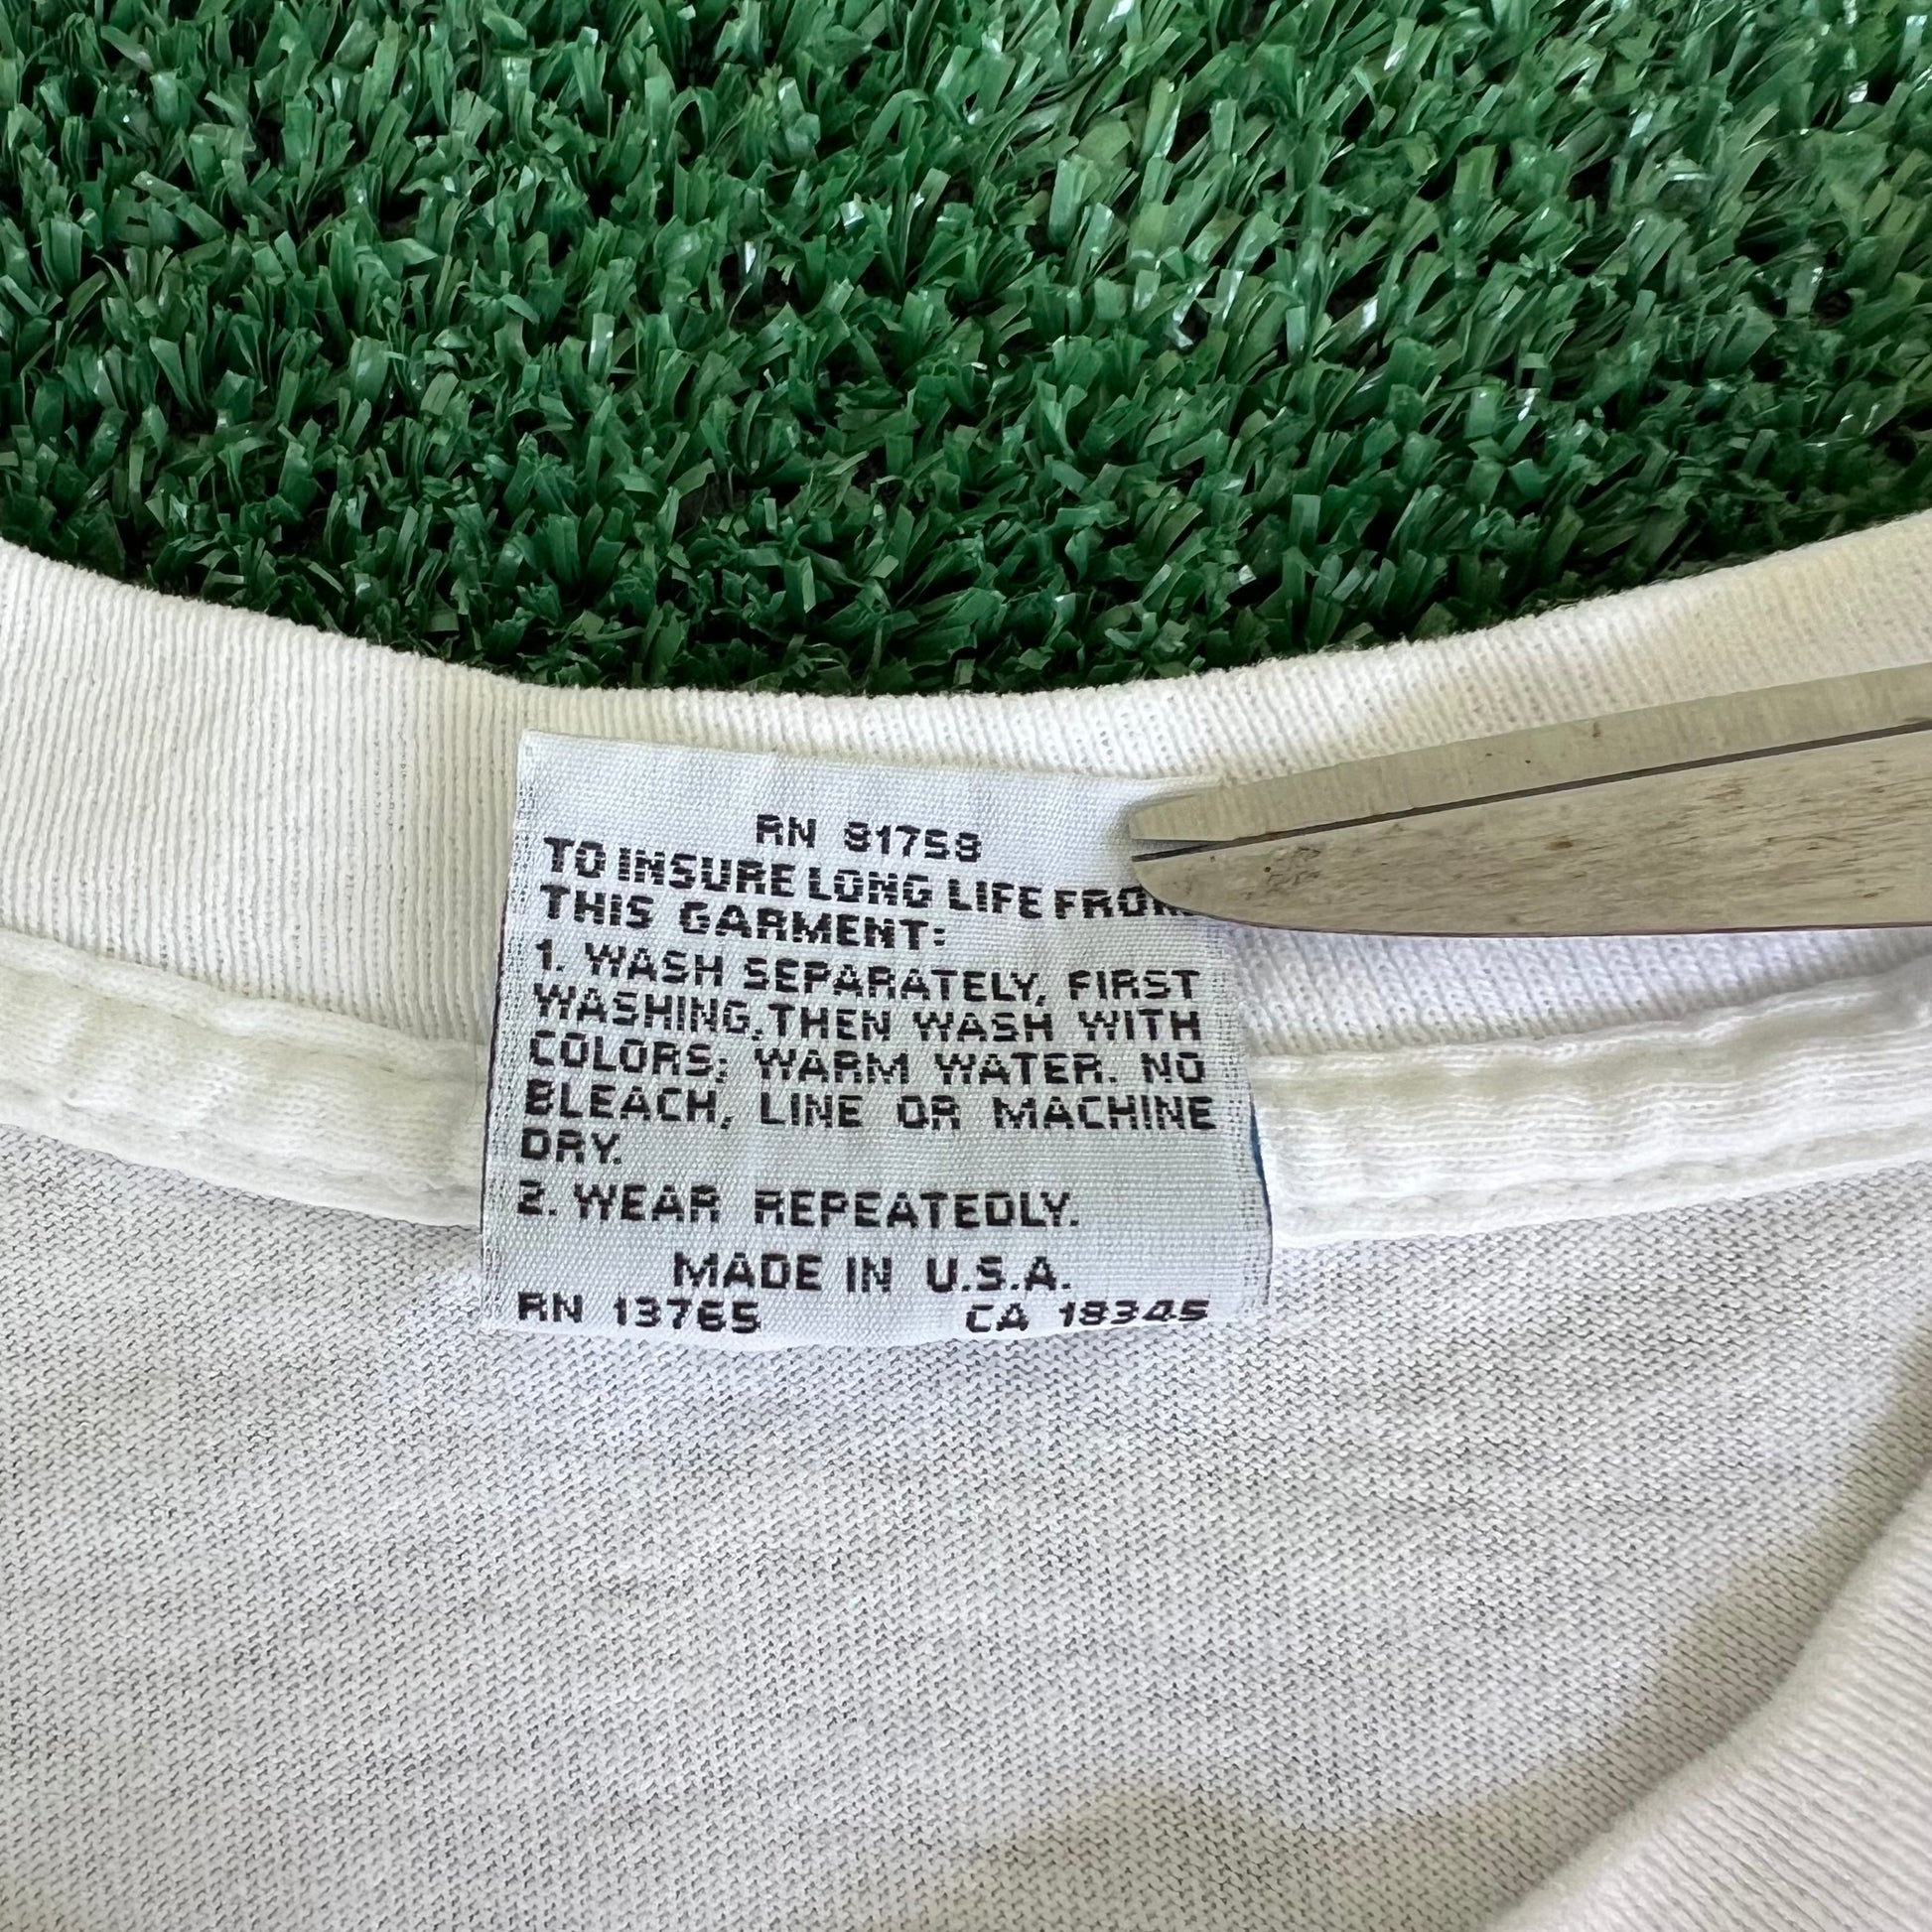 RN 81758
TO INSURE LONG LIFE FROM
THIS GARMENT:
1. WASH SEPARATELY, FIRST
WASHING, THEN WASH WITH
COLORS; WARM WATER. NO
BLEACH, LINE OR MACHINE
DRY.
2. WEAR REPEATEDLY.
MADE IN U.S.A.
RN 13765 CA 18345